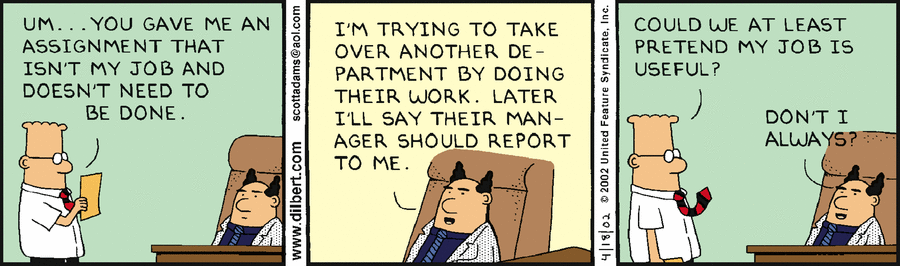 UM...YOU GAVE ME AN
ASSIGNMENT THAT
ISN'T MY JOB AND
DOESN'T NEED TO
BE DONE.
www.dilbert.com scottadams@aol.com
I'M TRYING TO TAKE
OVER ANOTHER DE-
PARTMENT BY DOING
THEIR WORK. LATER
I'LL SAY THEIR MAN-
AGER SHOULD REPORT
TO ME.
4/18/02 © 2002 United Feature Syndicate, Inc.
COULD WE AT LEAST
PRETEND MY JOB IS
USEFUL?
DON'T I
ALWAYS?